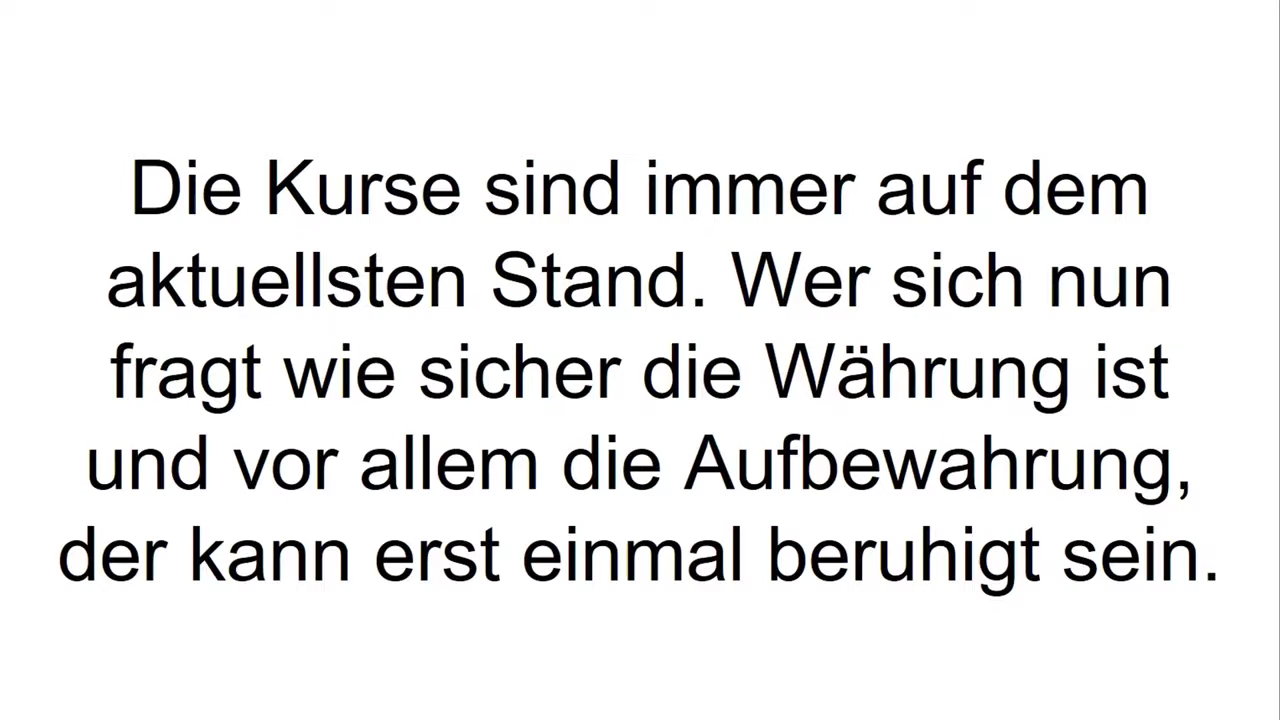 Die Kurse sind immer auf dem
aktuellsten Stand. Wer sich nun
fragt wie sicher die Währung ist
und vor allem die Aufbewahrung,
der kann erst einmal beruhigt sein.